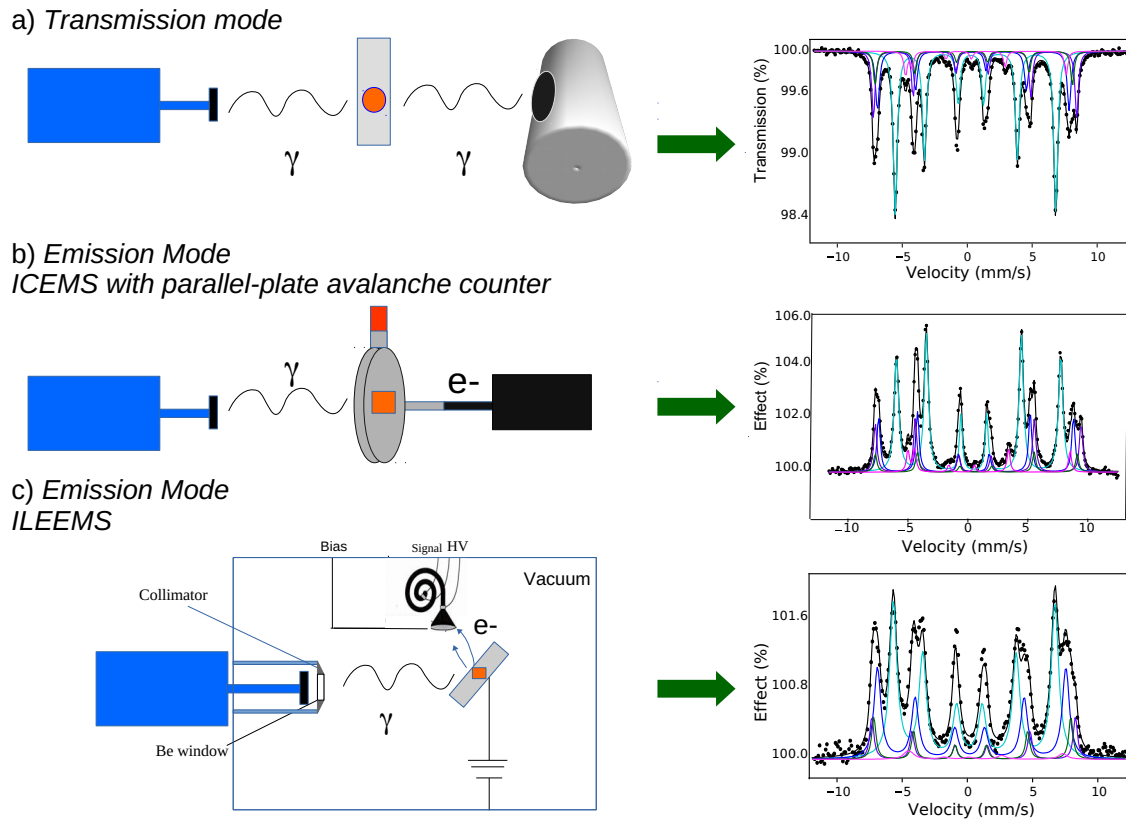 a) Transmission mode
γ
γ
100.0
99.6
99.0
98.4
Transmission (%)
−10
−5
0
5
10
Velocity (mm/s)
b) Emission Mode
ICEMS with parallel-plate avalanche counter
γ
e-
106.0
104.0
102.0
100.0
Effect (%)
−10
−5
0
5
10
Velocity (mm/s)
c) Emission Mode
ILEEMS
Bias
Signal HV
Vacuum
Collimator
e-
γ
Be window
101.6
100.8
100.0
Effect (%)
−10
−5
0
5
10
Velocity (mm/s)